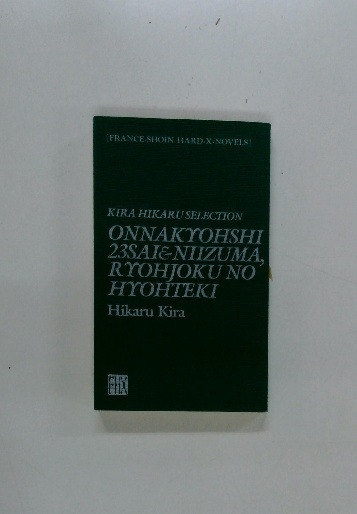 [FRANCE SHOIN HARD-X-NOVELS]
KIRA HIKARU SELECTION
ONNAKYOHSHI
23SAI&NIIZUMA,
RYOHJOKU NO
HYOHTEKI
Hikaru Kira